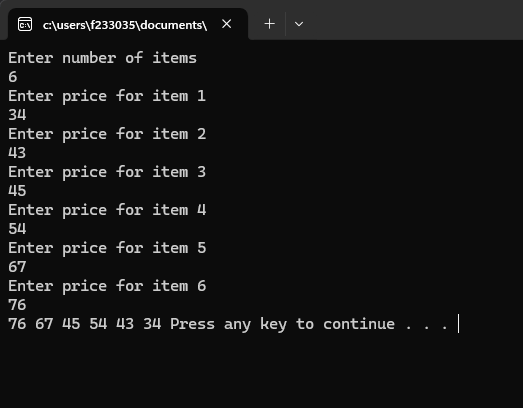 c:\users\f233035\documents\
Enter number of items
6
Enter price for item 1
34
Enter price for item 2
43
Enter price for item 3
45
Enter price for item 4
54
Enter price for item 5
67
Enter price for item 6
76
76 67 45 54 43 34 Press any key to continue . . .